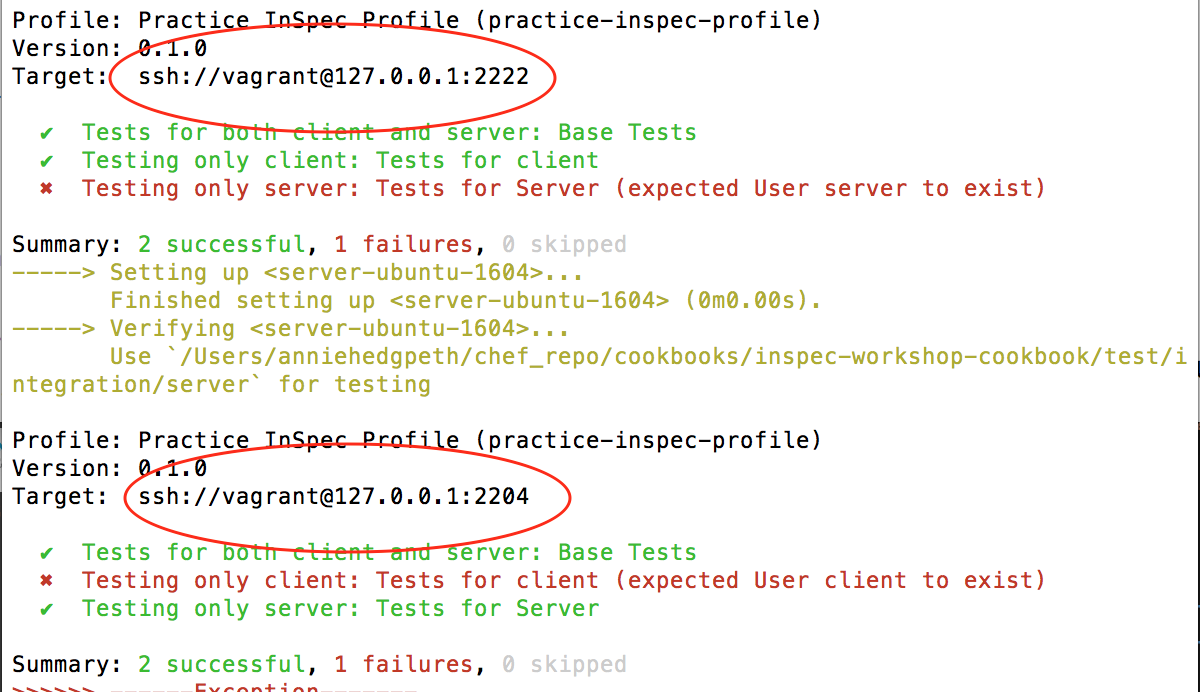 Profile: Practice InSpec Profile (practice-inspec-profile)
Version: 0.1.0
Target:  ssh://vagrant@127.0.0.1:2222
✔  Tests for both client and server: Base Tests
✔  Testing only client: Tests for client
✖  Testing only server: Tests for Server (expected User server to exist)
Summary: 2 successful, 1 failures, 0 skipped
-----> Setting up <server-ubuntu-1604>...
Finished setting up <server-ubuntu-1604> (0m0.00s).
-----> Verifying <server-ubuntu-1604>...
Use `/Users/anniehedgpeth/chef_repo/cookbooks/inspec-workshop-cookbook/test/i
ntegration/server` for testing
Profile: Practice InSpec Profile (practice-inspec-profile)
Version: 0.1.0
Target:  ssh://vagrant@127.0.0.1:2204
✔  Tests for both client and server: Base Tests
✖  Testing only client: Tests for client (expected User client to exist)
✔  Testing only server: Tests for Server
Summary: 2 successful, 1 failures, 0 skipped
>>>>>> ------Exception-------